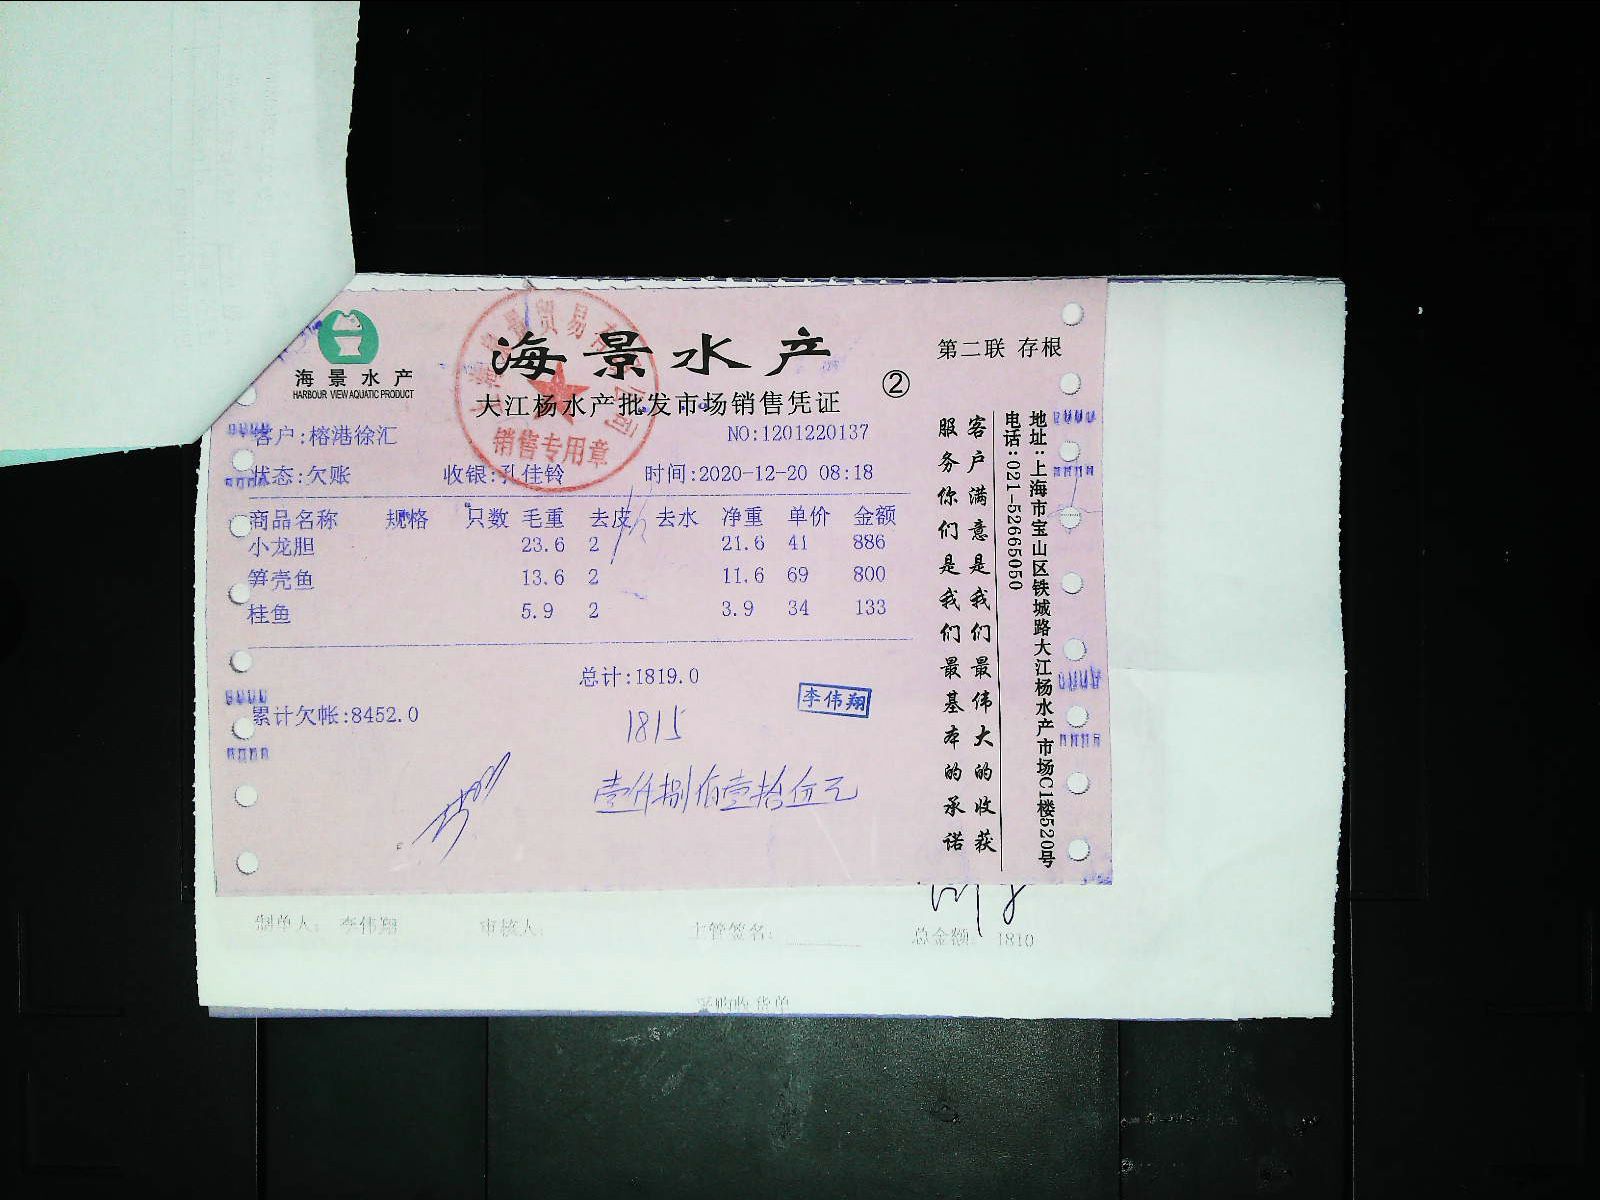 海景水产
HARBOUR VIEW AQUATIC PRODUCT
海景水产
第二联 存根
②
大江杨水产批发市场销售凭证
销售专用章
客户:榕港徐汇
NO:1201220137
状态:欠账 收银:孔佳铃 时间:2020-12-20 08:18
商品名称 规格 只数 毛重 去皮 去水 净重 单价 金额
小龙胆 23.6 2 21.6 41 886
笋壳鱼 13.6 2 11.6 69 800
桂鱼 5.9 2 3.9 34 133
总计:1819.0
李伟翔
累计欠帐:8452.0
1815
壹仟捌佰壹拾伍元
客户满意是我们最伟大的收获
服务你们是我们最基本的承诺
地址:上海市宝山区铁城路大江杨水产市场C1楼520号
电话:021-52665050
制单人: 李伟翔 审核人: 主管签名: 总金额: 1810
采购收货单